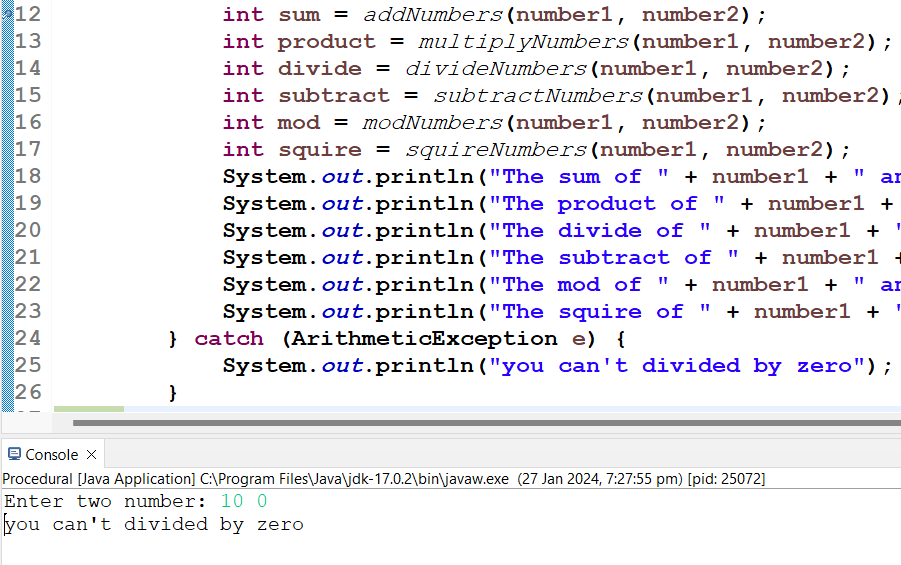 12 int sum = addNumbers(number1, number2);
13 int product = multiplyNumbers(number1, number2);
14 int divide = divideNumbers(number1, number2);
15 int subtract = subtractNumbers(number1, number2);
16 int mod = modNumbers(number1, number2);
17 int squire = squireNumbers(number1, number2);
18 System.out.println("The sum of " + number1 + " an
19 System.out.println("The product of " + number1 +
20 System.out.println("The divide of " + number1 + "
21 System.out.println("The subtract of " + number1 +
22 System.out.println("The mod of " + number1 + " an
23 System.out.println("The squire of " + number1 + "
24 } catch (ArithmeticException e) {
25 System.out.println("you can't divided by zero");
26 }
Console
Procedural [Java Application] C:\Program Files\Java\jdk-17.0.2\bin\javaw.exe (27 Jan 2024, 7:27:55 pm) [pid: 25072]
Enter two number: 10 0
you can't divided by zero